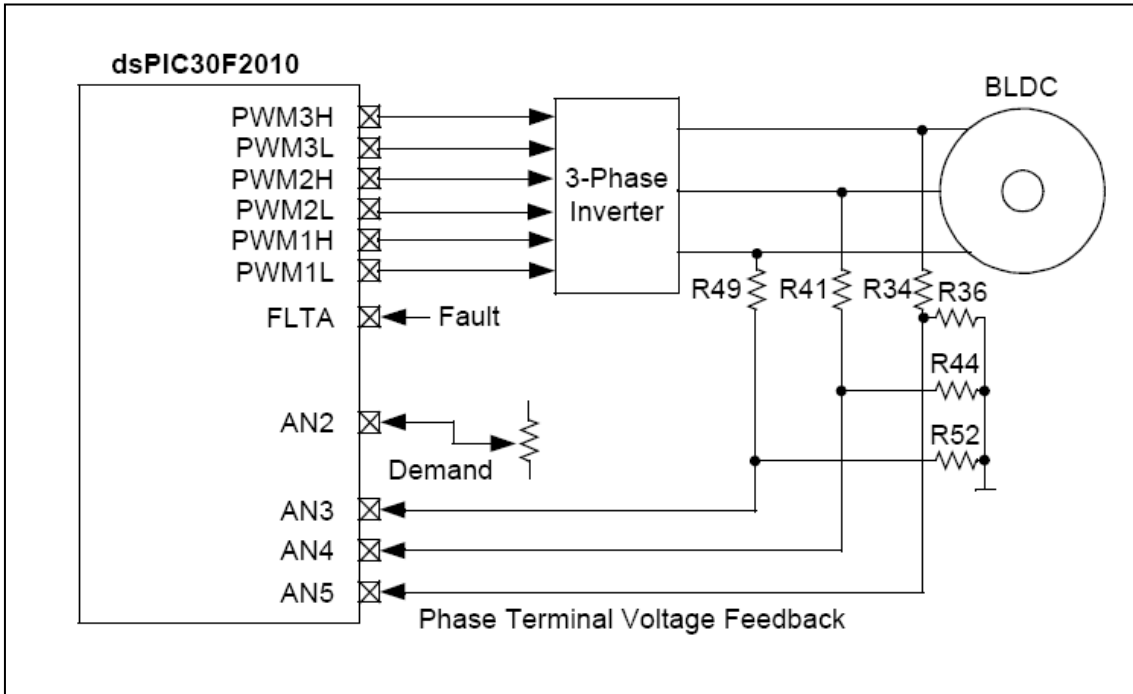 dsPIC30F2010
BLDC
PWM3H
PWM3L
PWM2H
PWM2L
PWM1H
PWM1L
3-Phase
Inverter
R49
R41
R34
R36
FLTA
Fault
R44
AN2
R52
Demand
AN3
AN4
AN5
Phase Terminal Voltage Feedback